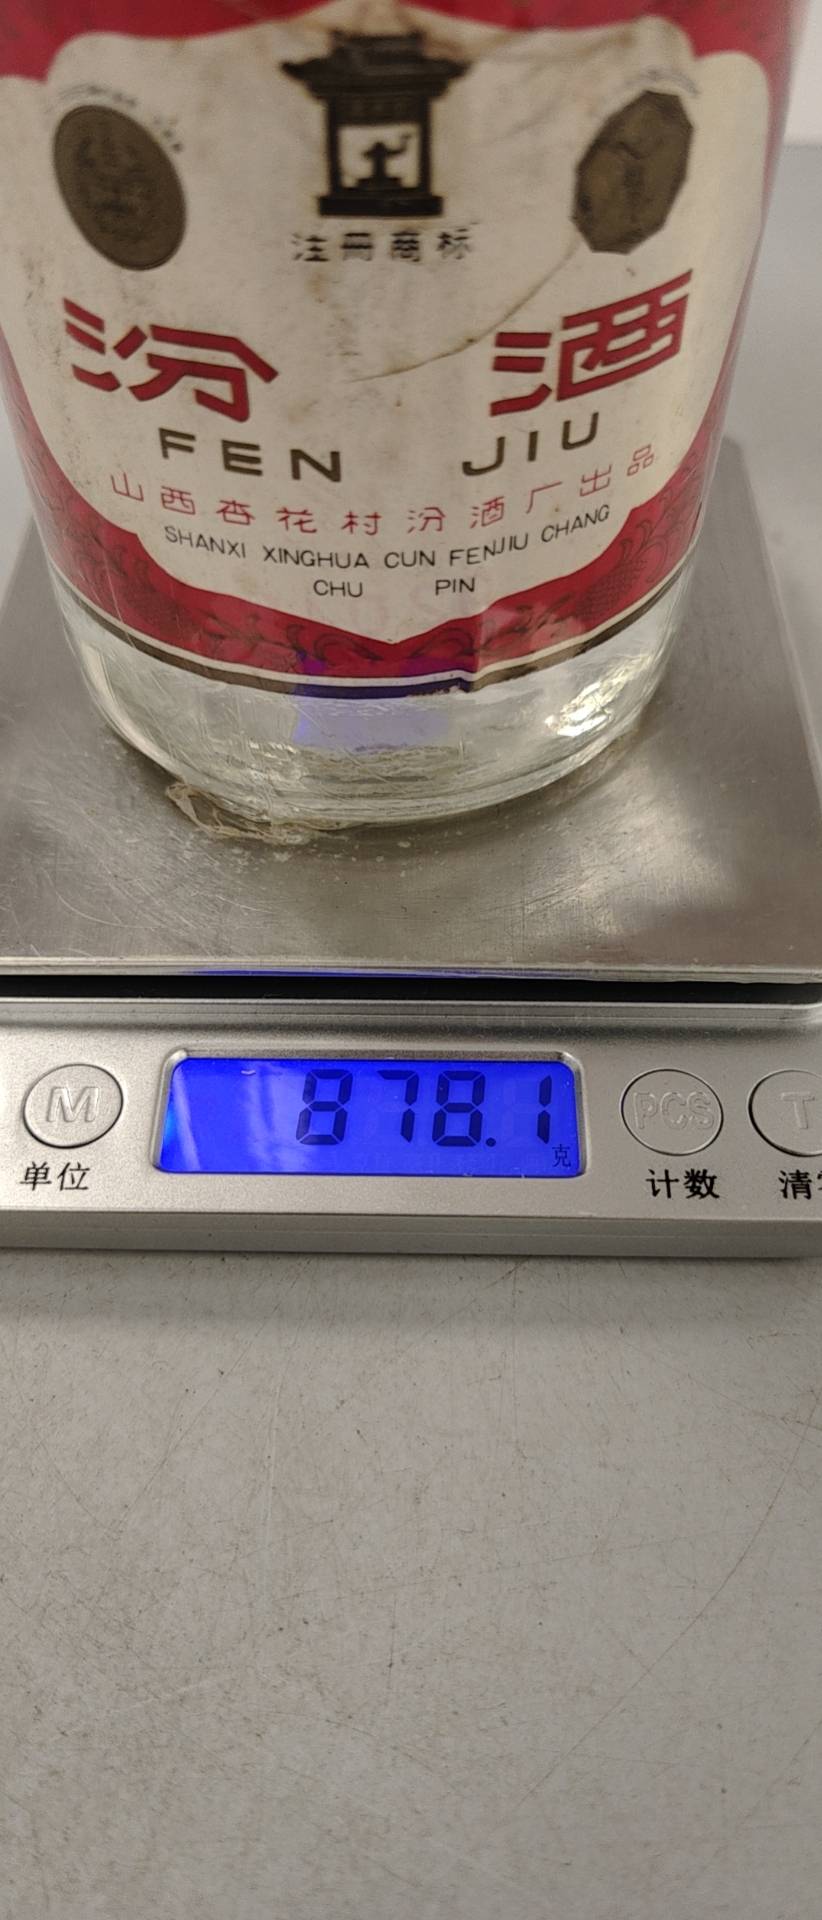 注册商标
汾酒
FEN JIU
山西杏花村汾酒厂出品
SHANXI XINGHUA CUN FENJIU CHANG
CHU PIN
878.1
克
M
PCS
T
单位
计数
清